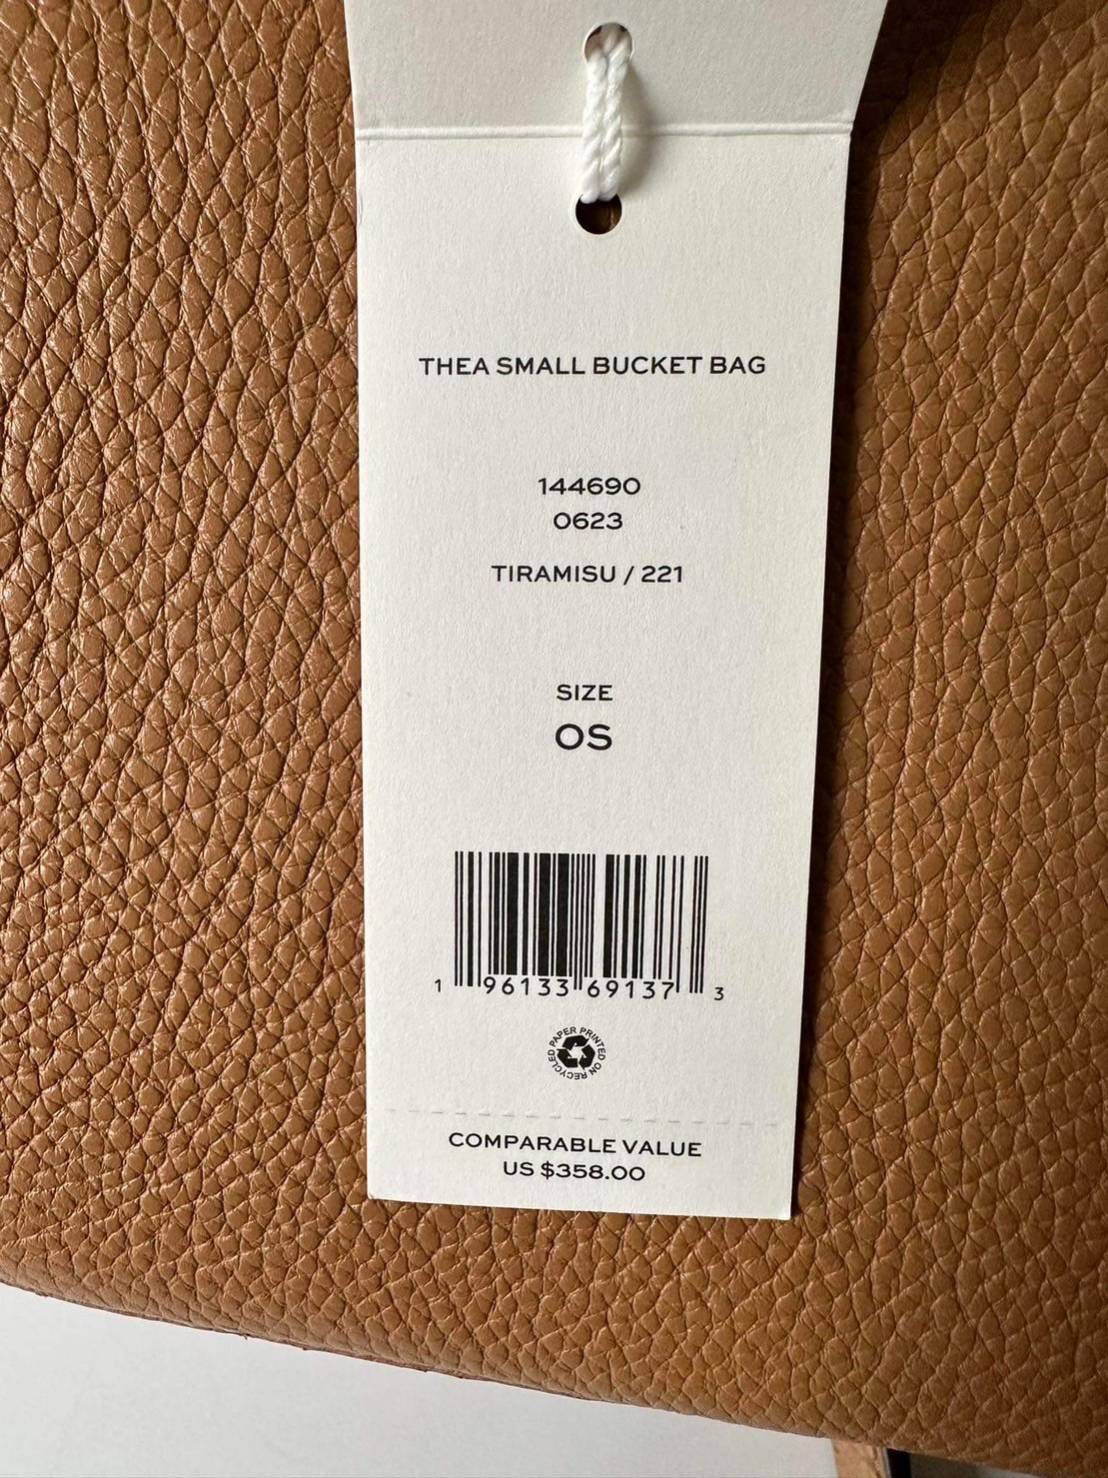 THEA SMALL BUCKET BAG
144690
0623
TIRAMISU / 221
SIZE
OS
1 96133 69137 3
PRINTED ON RECYCLED PAPER
COMPARABLE VALUE
US $358.00